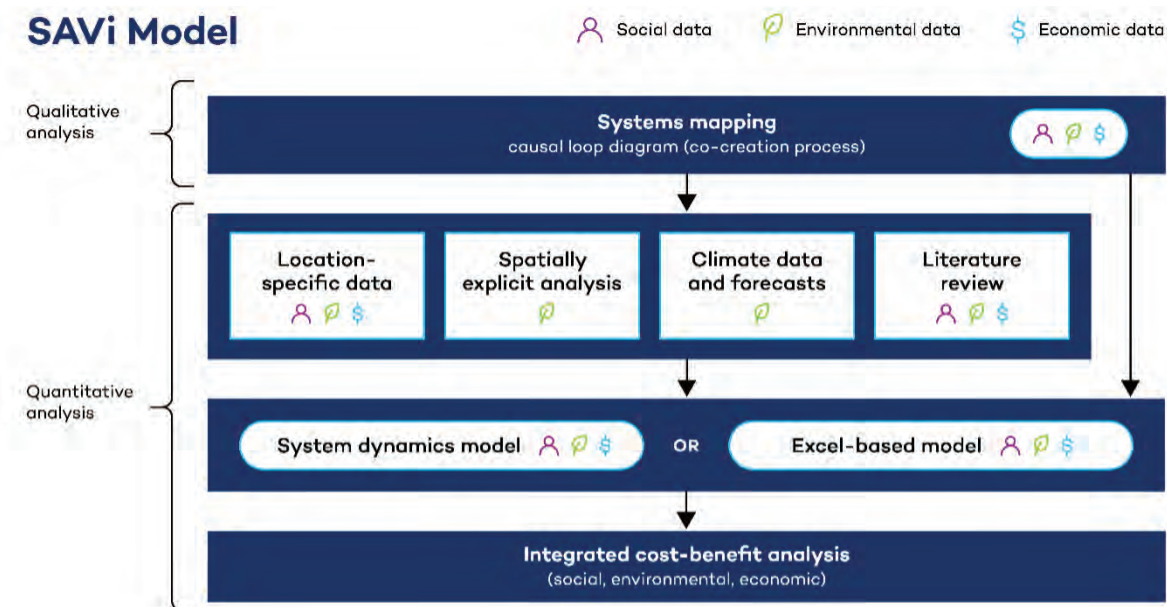 SAVi Model
Social data
Environmental data
Economic data
Qualitative
analysis
Systems mapping
causal loop diagram (co-creation process)
Location-
specific data
Spatially
explicit analysis
Climate data
and forecasts
Literature
review
Quantitative
analysis
System dynamics model
OR
Excel-based model
Integrated cost-benefit analysis
(social, environmental, economic)